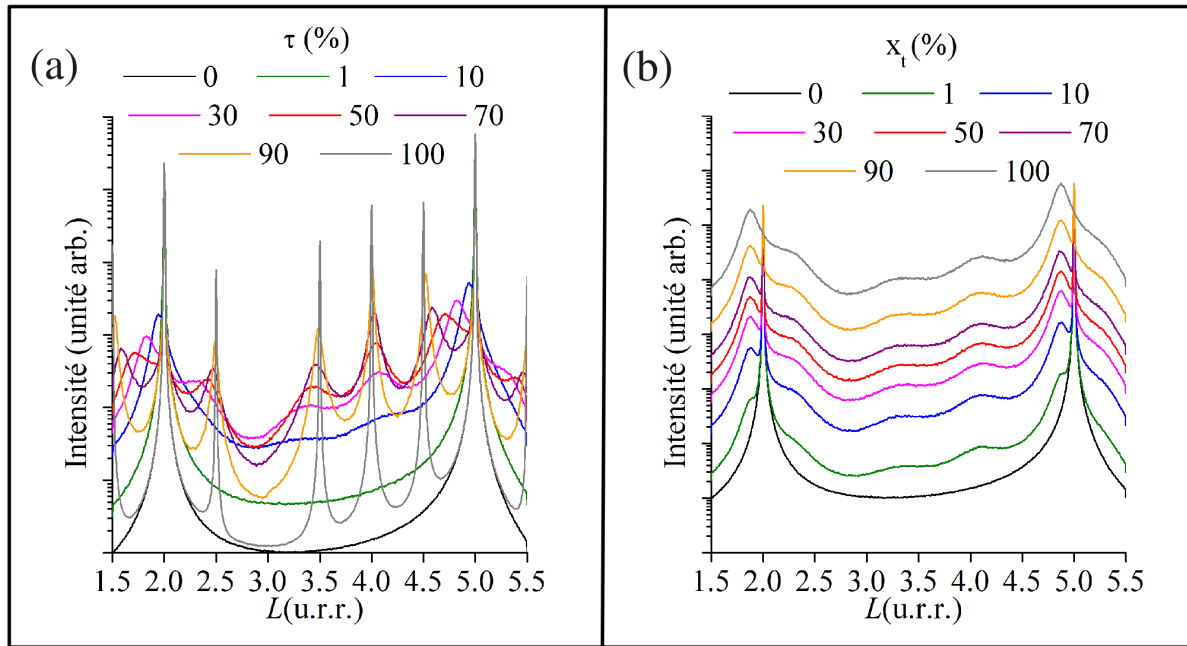 (a)
τ (%)
0 1 10
30 50 70
90 100
Intensité (unité arb.)
1.5 2.0 2.5 3.0 3.5 4.0 4.5 5.0 5.5
L(u.r.r.)
(b)
x_t (%)
0 1 10
30 50 70
90 100
Intensité (unité arb.)
1.5 2.0 2.5 3.0 3.5 4.0 4.5 5.0 5.5
L(u.r.r.)